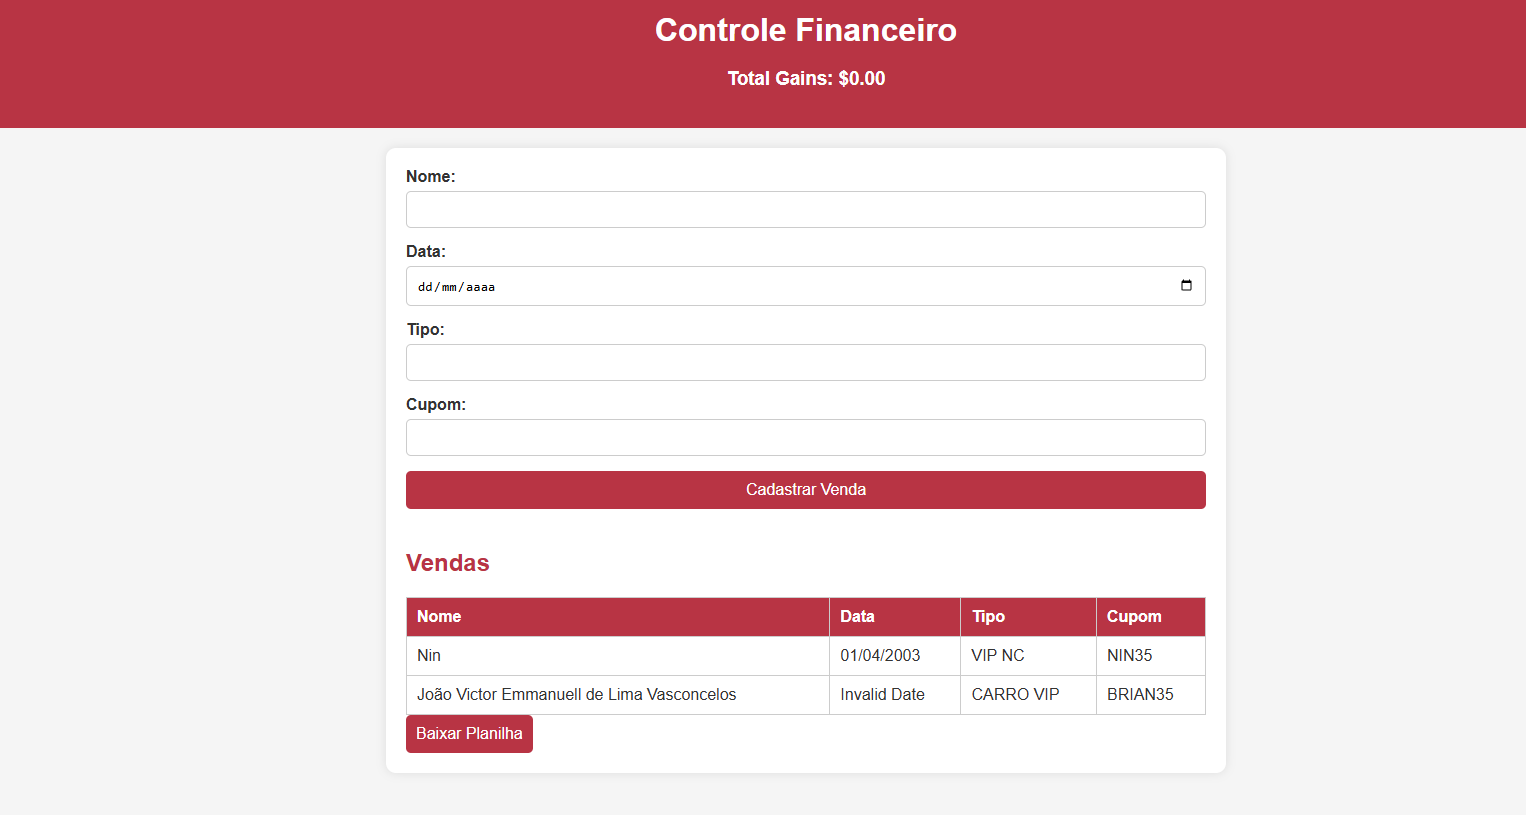 Controle Financeiro
Total Gains: $0.00
Nome:
Data:
dd/mm/aaaa
Tipo:
Cupom:
Cadastrar Venda
Vendas
Nome Data Tipo Cupom
Nin 01/04/2003 VIP NC NIN35
João Victor Emmanuell de Lima Vasconcelos Invalid Date CARRO VIP BRIAN35
Baixar Planilha